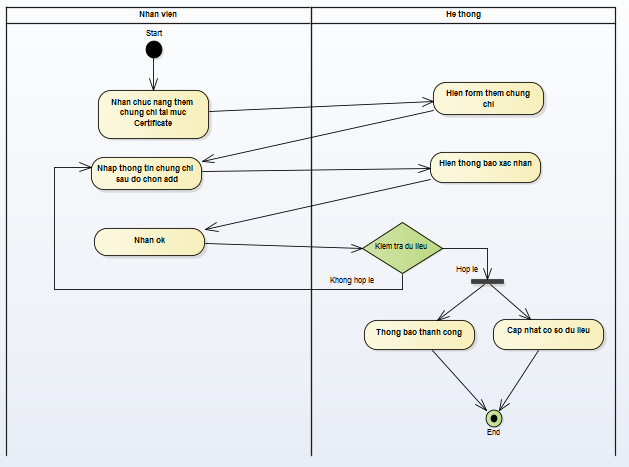 Nhan vien
He thong
Start
Nhan chuc nang them
chung chi tai muc
Certificate
Hien form them chung
chi
Nhap thong tin chung chi
sau do chon add
Hien thong bao xac nhan
Nhan ok
Kiem tra du lieu
Hop le
Khong hop le
Thong bao thanh cong
Cap nhat co so du lieu
End